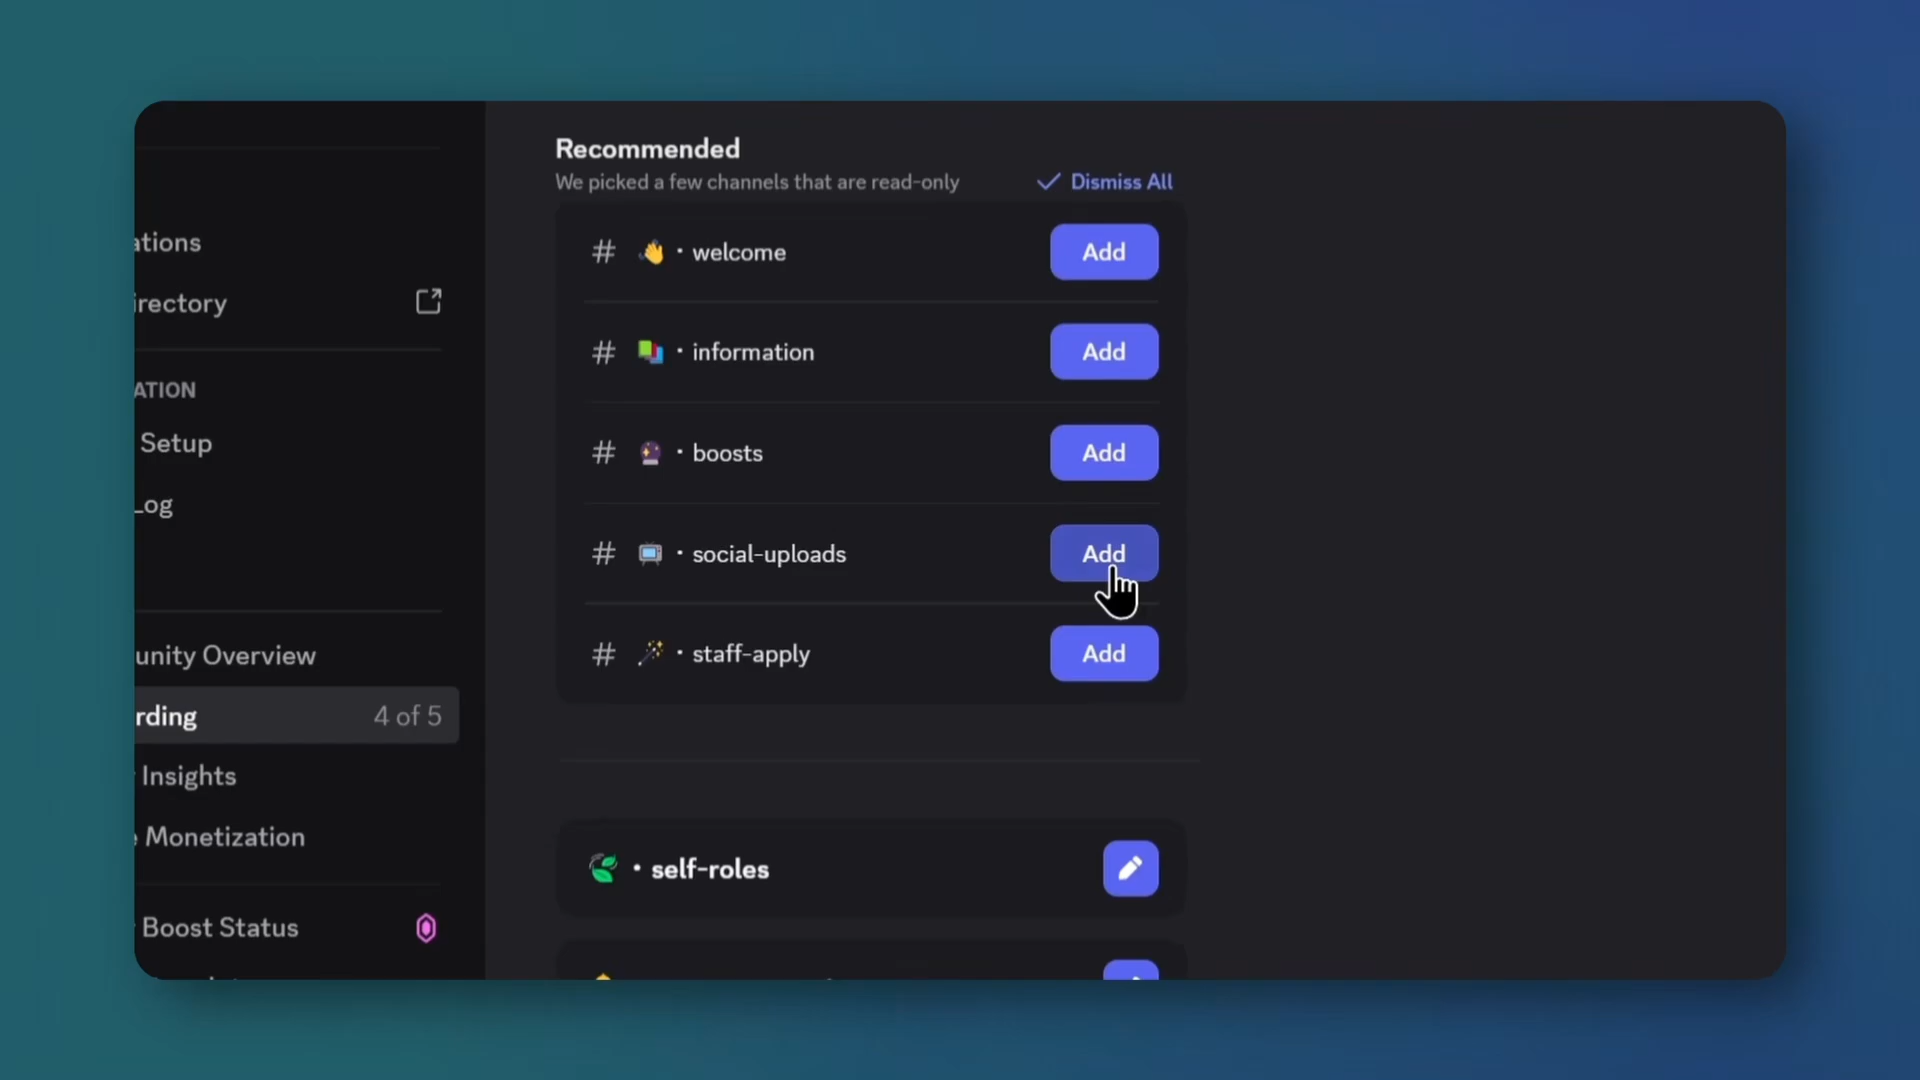 ations
irectory
ATION
Setup
Log
unity Overview
rding 4 of 5
Insights
Monetization
Boost Status
Recommended
We picked a few channels that are read-only
Dismiss All
# 👋・welcome Add
# 📚・information Add
# 🔮・boosts Add
# 📺・social-uploads Add
# 🪄・staff-apply Add
🌿・self-roles